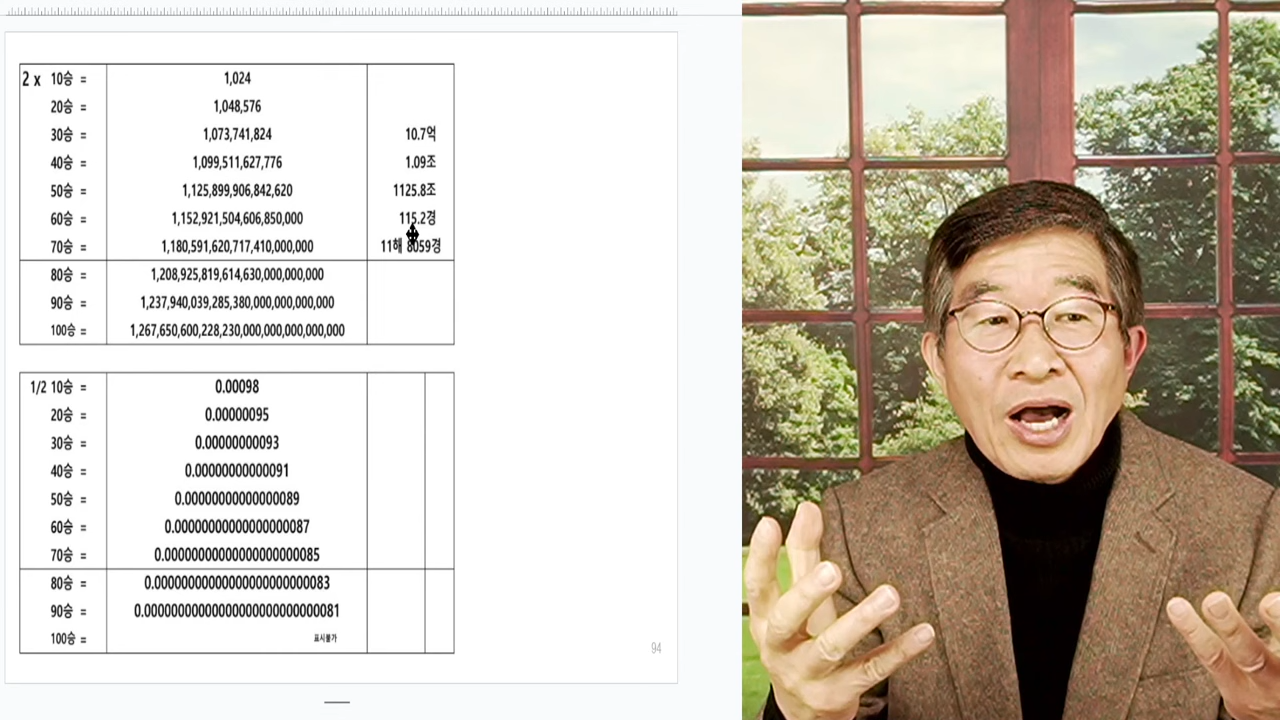 2 x 10승 = 1,024
20승 = 1,048,576
30승 = 1,073,741,824 10.7억
40승 = 1,099,511,627,776 1.09조
50승 = 1,125,899,906,842,620 1125.8조
60승 = 1,152,921,504,606,850,000 115.2경
70승 = 1,180,591,620,717,410,000,000 11해 8059경
80승 = 1,208,925,819,614,630,000,000,000
90승 = 1,237,940,039,285,380,000,000,000,000
100승 = 1,267,650,600,228,230,000,000,000,000,000
1/2 10승 = 0.00098
20승 = 0.00000095
30승 = 0.00000000093
40승 = 0.00000000000091
50승 = 0.00000000000000089
60승 = 0.00000000000000000087
70승 = 0.00000000000000000000085
80승 = 0.00000000000000000000000083
90승 = 0.00000000000000000000000000081
100승 = 표시불가
94